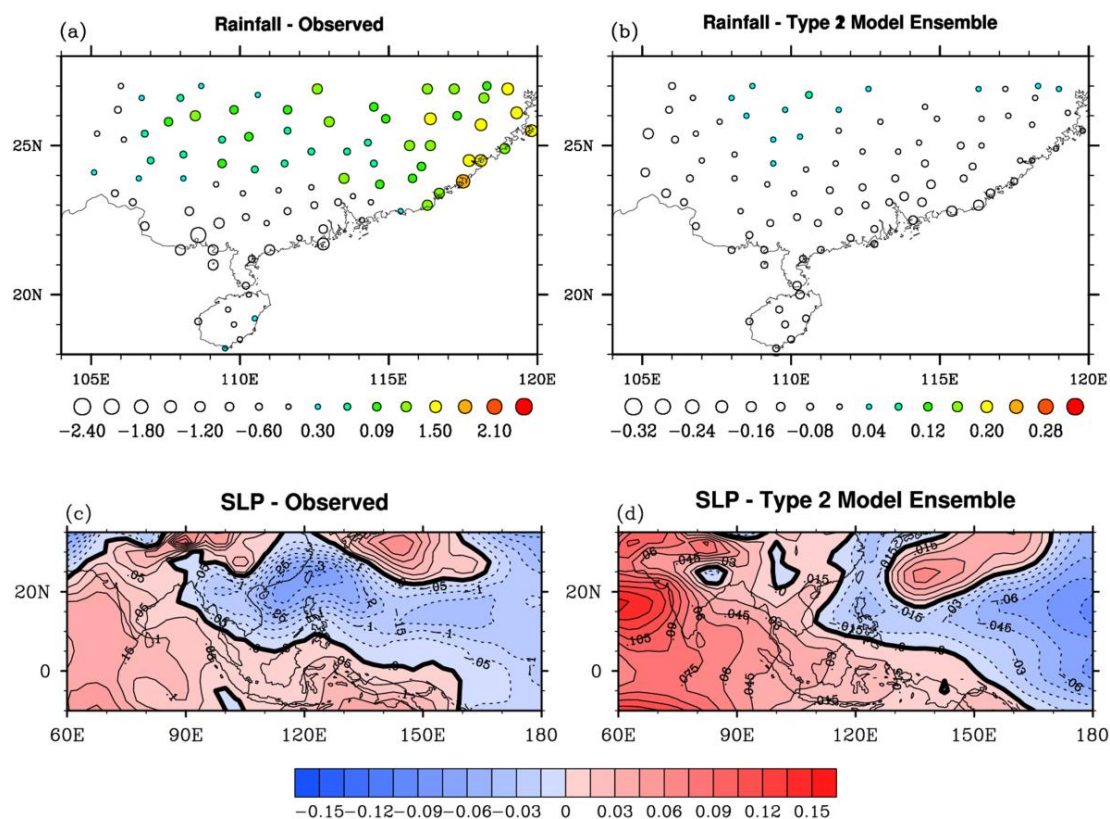 (a) Rainfall - Observed
(b) Rainfall - Type 2 Model Ensemble
25N 25N
20N 20N
105E 110E 115E 120E 105E 110E 115E 120E
-2.40 -1.80 -1.20 -0.60 0.30 0.09 1.50 2.10
-0.32 -0.24 -0.16 -0.08 0.04 0.12 0.20 0.28
(c) SLP - Observed
(d) SLP - Type 2 Model Ensemble
20N 20N
0 0
60E 90E 120E 150E 180 60E 90E 120E 150E 180
-0.15 -0.12 -0.09 -0.06 -0.03 0 0.03 0.06 0.09 0.12 0.15